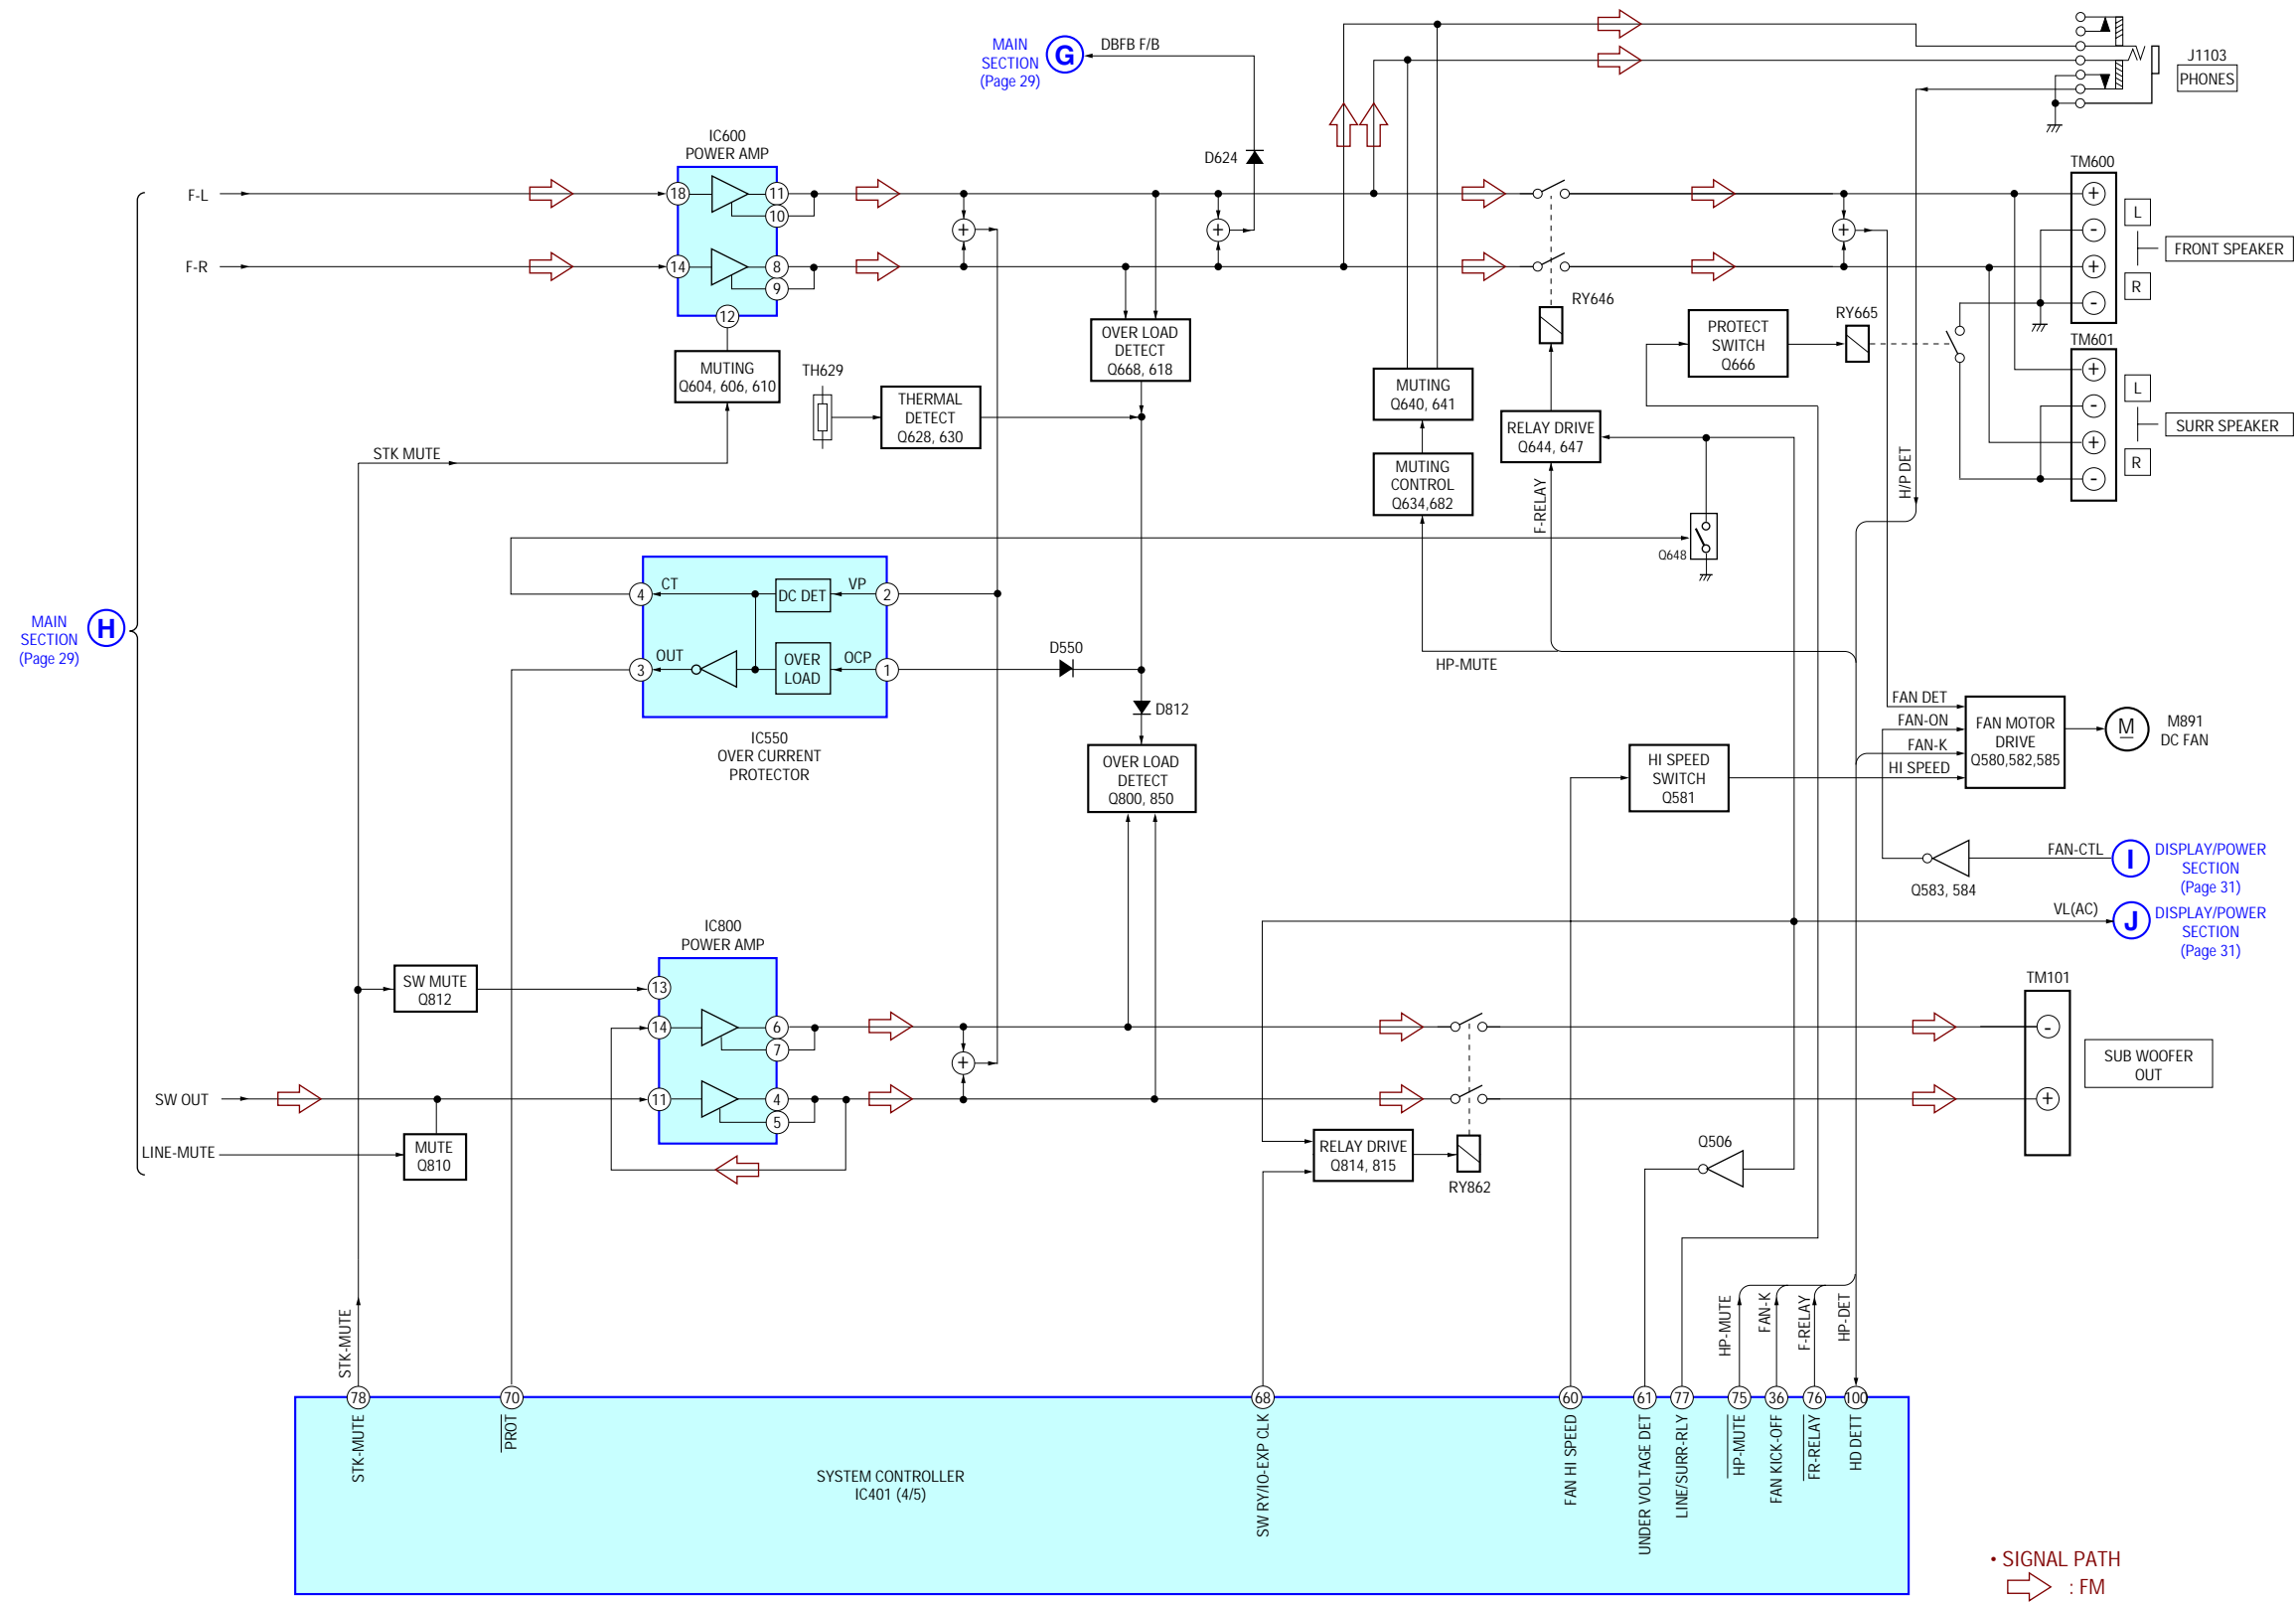 MAIN
SECTION
(Page 29)
G
DBFB F/B
J1103
PHONES
IC600
POWER AMP
D624
TM600
F-L
18
11
10
+
+
+
+
-
L
FRONT SPEAKER
F-R
14
8
9
+
R
-
12
RY646
OVER LOAD
DETECT
Q668, 618
PROTECT
SWITCH
Q666
RY665
TM601
MUTING
Q604, 606, 610
TH629
THERMAL
DETECT
Q628, 630
MUTING
Q640, 641
RELAY DRIVE
Q644, 647
+
L
-
SURR SPEAKER
+
R
-
STK MUTE
MUTING
CONTROL
Q634,682
F-RELAY
H/P DET
Q648
4
CT
DC DET
VP
2
MAIN
SECTION
(Page 29)
H
3
OUT
OVER
LOAD
OCP
1
D550
HP-MUTE
D812
IC550
OVER CURRENT
PROTECTOR
OVER LOAD
DETECT
Q800, 850
HI SPEED
SWITCH
Q581
FAN DET
FAN-ON
FAN-K
HI SPEED
FAN MOTOR
DRIVE
Q580,582,585
M
M891
DC FAN
FAN-CTL
I
DISPLAY/POWER
SECTION
(Page 31)
Q583, 584
VL(AC)
J
DISPLAY/POWER
SECTION
(Page 31)
IC800
POWER AMP
SW MUTE
Q812
13
14
6
7
+
TM101
-
SUB WOOFER
OUT
+
SW OUT
11
4
5
LINE-MUTE
MUTE
Q810
RELAY DRIVE
Q814, 815
RY862
Q506
STK-MUTE
HP-MUTE
FAN-K
F-RELAY
HP-DET
78
70
68
60
61
77
75
36
76
100
STK-MUTE
PROT
SW RY/IO-EXP CLK
FAN HI SPEED
UNDER VOLTAGE DET
LINE/SURR-RLY
HP-MUTE
FAN KICK-OFF
FR-RELAY
HD DETT
SYSTEM CONTROLLER
IC401 (4/5)
• SIGNAL PATH
: FM